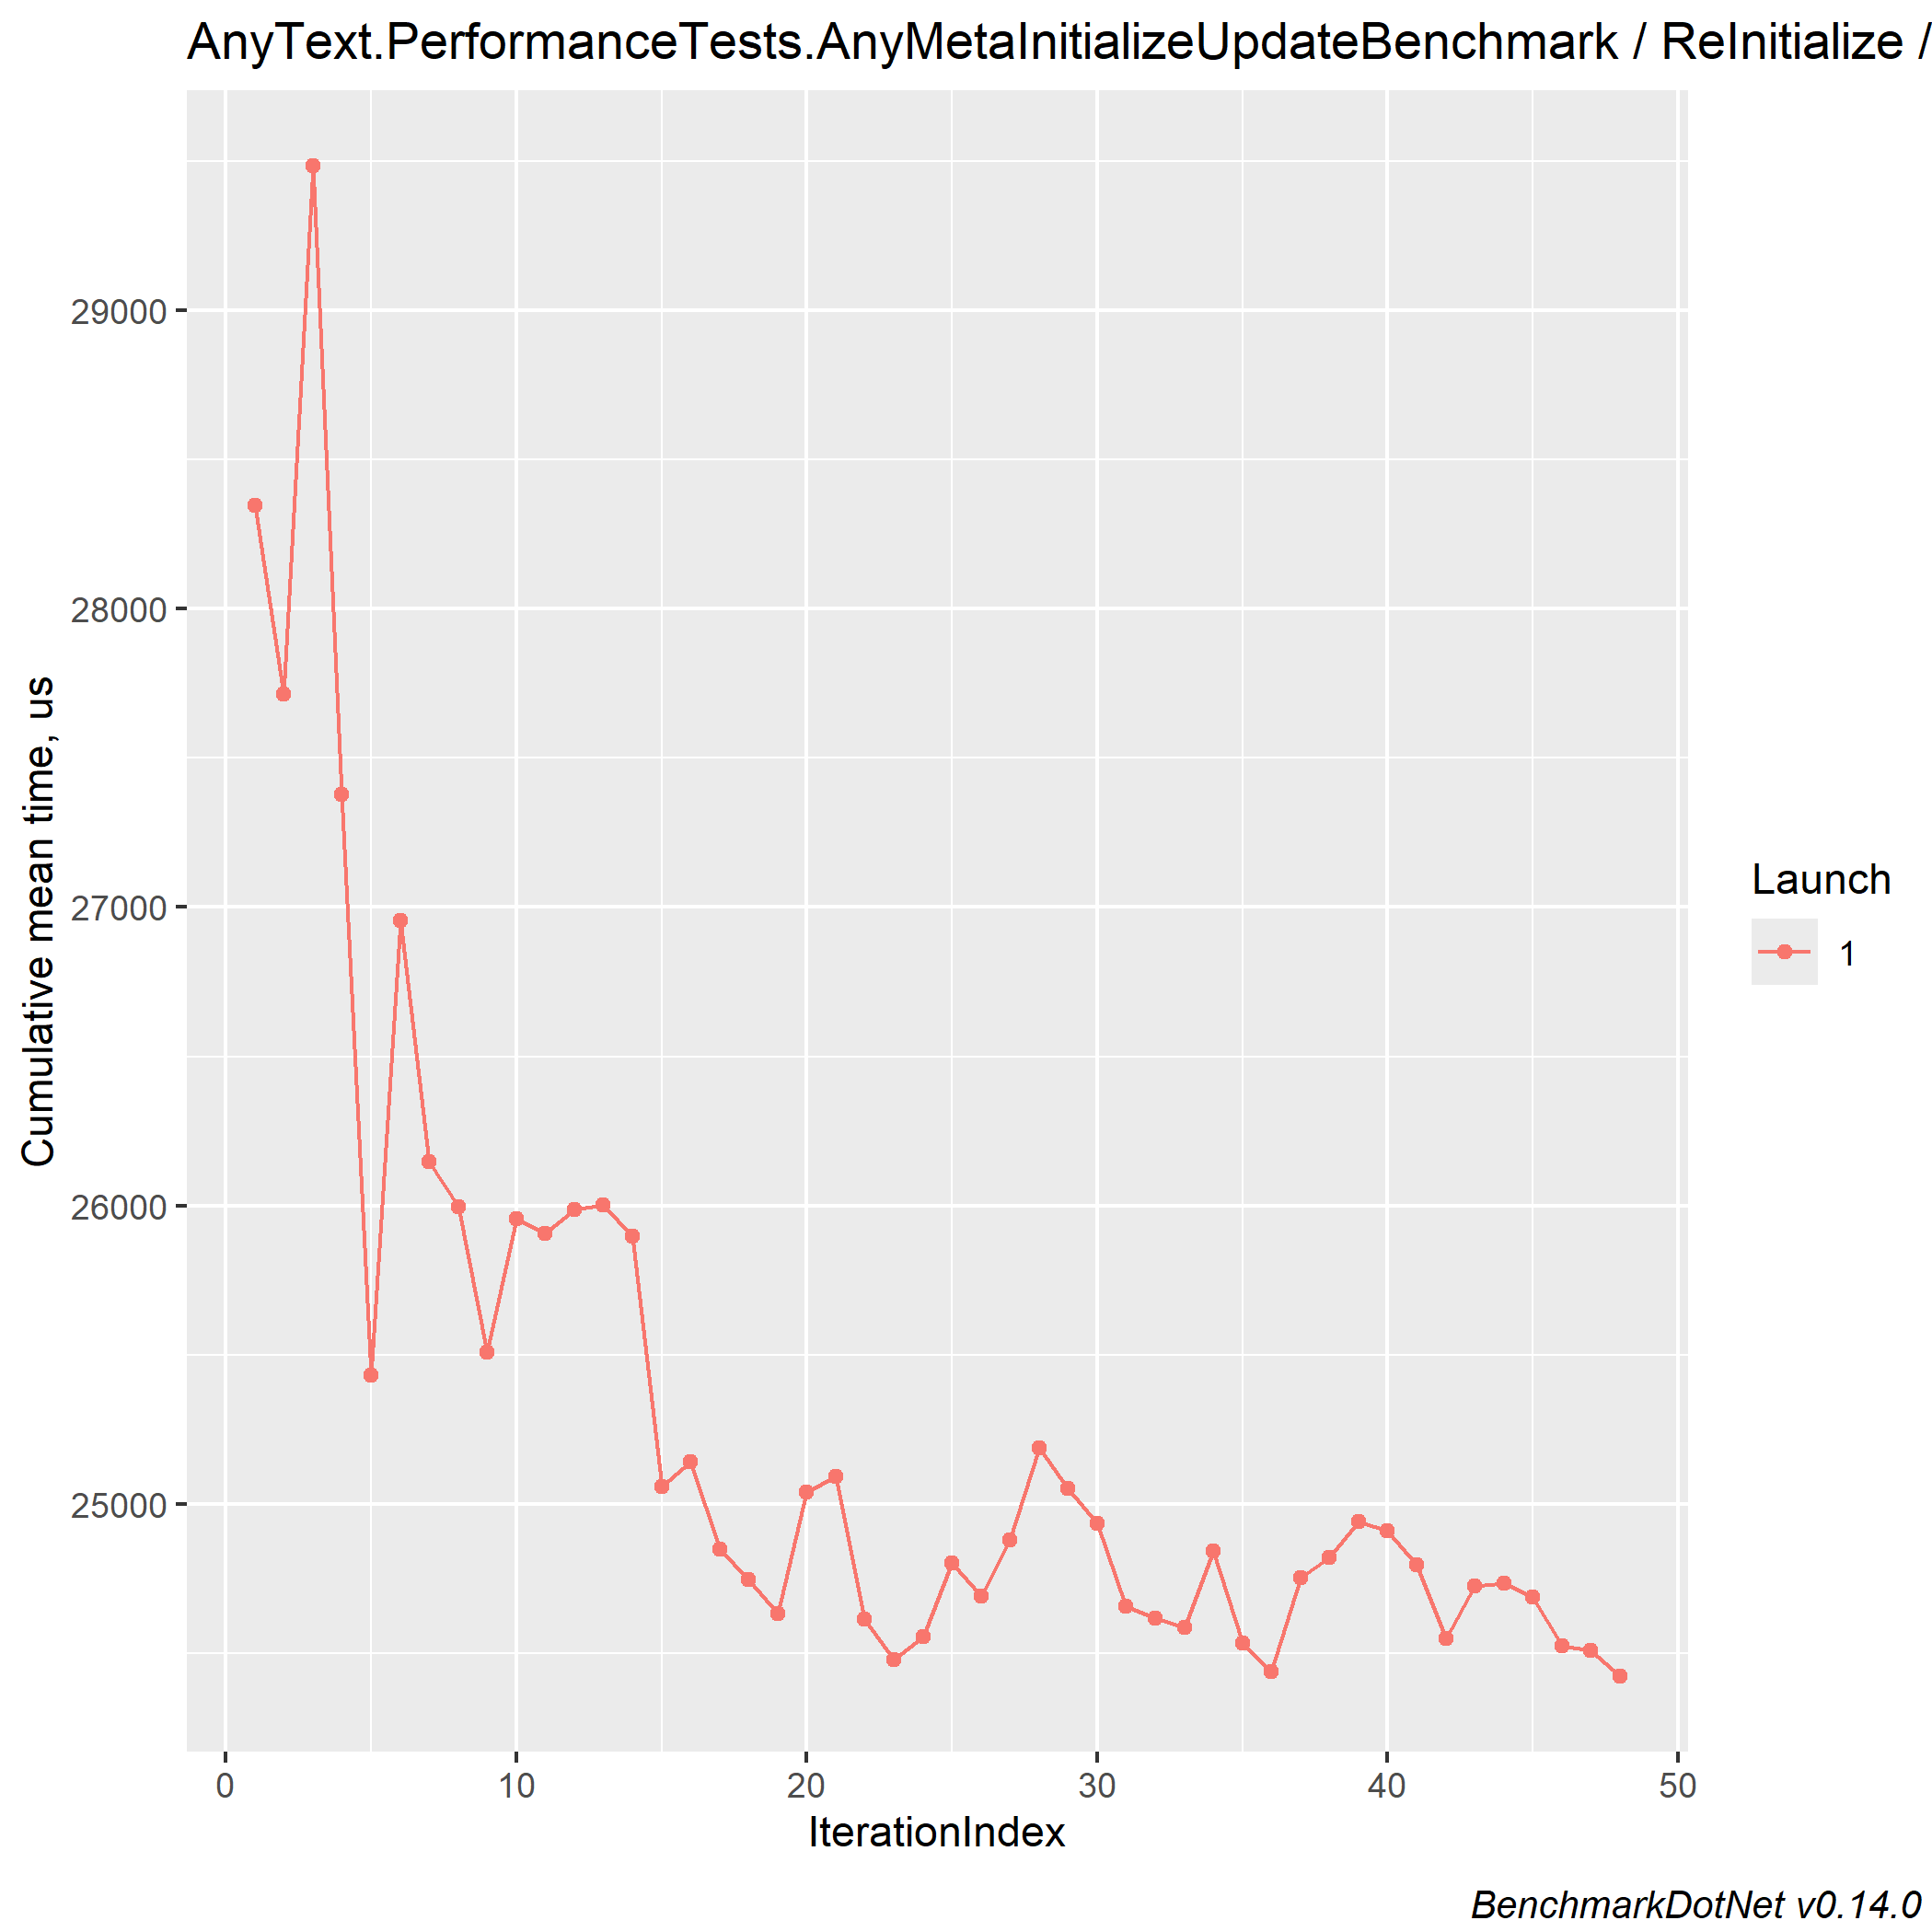 AnyText.PerformanceTests.AnyMetaInitializeUpdateBenchmark / ReInitialize /
29000
28000
27000
26000
25000
Cumulative mean time, us
0 10 20 30 40 50
IterationIndex
Launch
1
BenchmarkDotNet v0.14.0